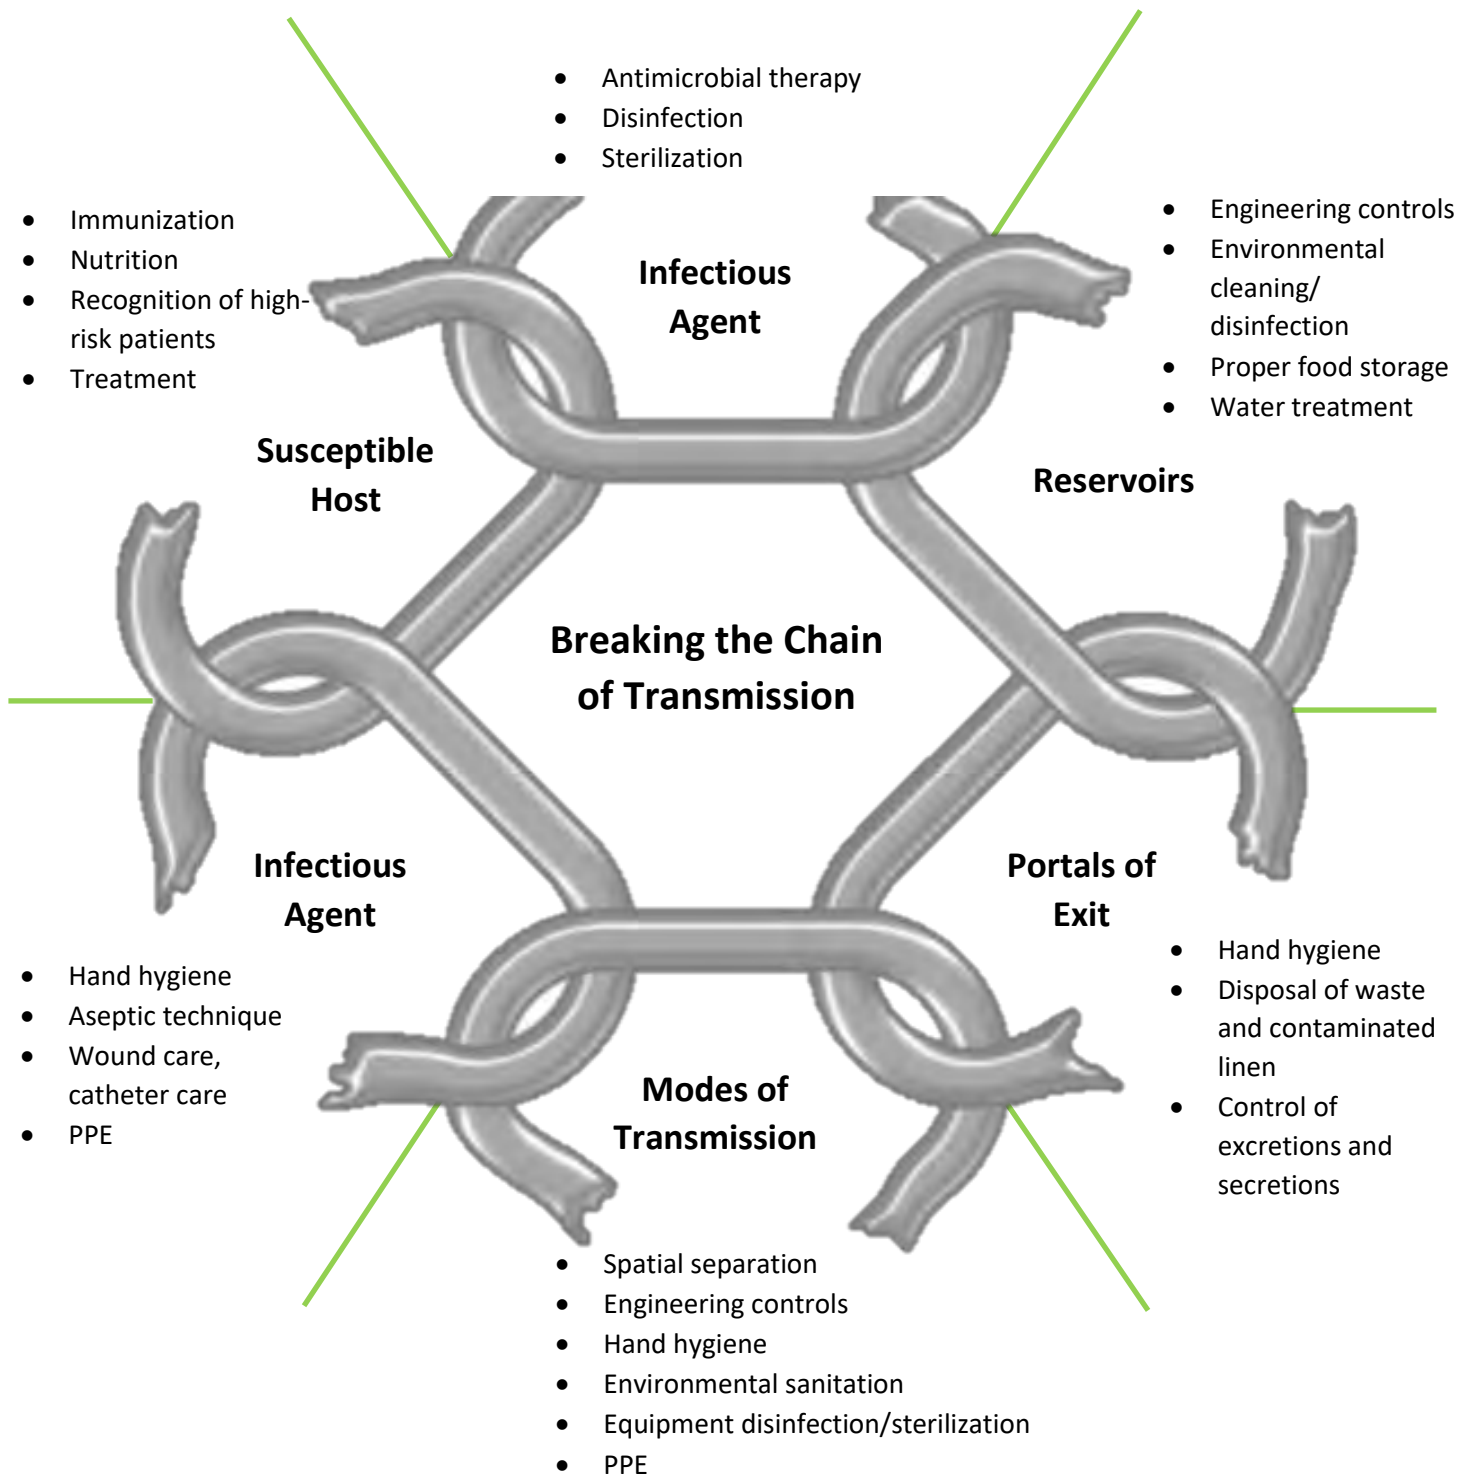 • Antimicrobial therapy
• Disinfection
• Sterilization
• Immunization
• Nutrition
• Recognition of high-
risk patients
• Treatment
• Engineering controls
• Environmental
cleaning/
disinfection
• Proper food storage
• Water treatment
Infectious
Agent
Susceptible
Host
Reservoirs
Breaking the Chain
of Transmission
Infectious
Agent
Portals of
Exit
• Hand hygiene
• Aseptic technique
• Wound care,
catheter care
• PPE
• Hand hygiene
• Disposal of waste
and contaminated
linen
• Control of
excretions and
secretions
Modes of
Transmission
• Spatial separation
• Engineering controls
• Hand hygiene
• Environmental sanitation
• Equipment disinfection/sterilization
• PPE